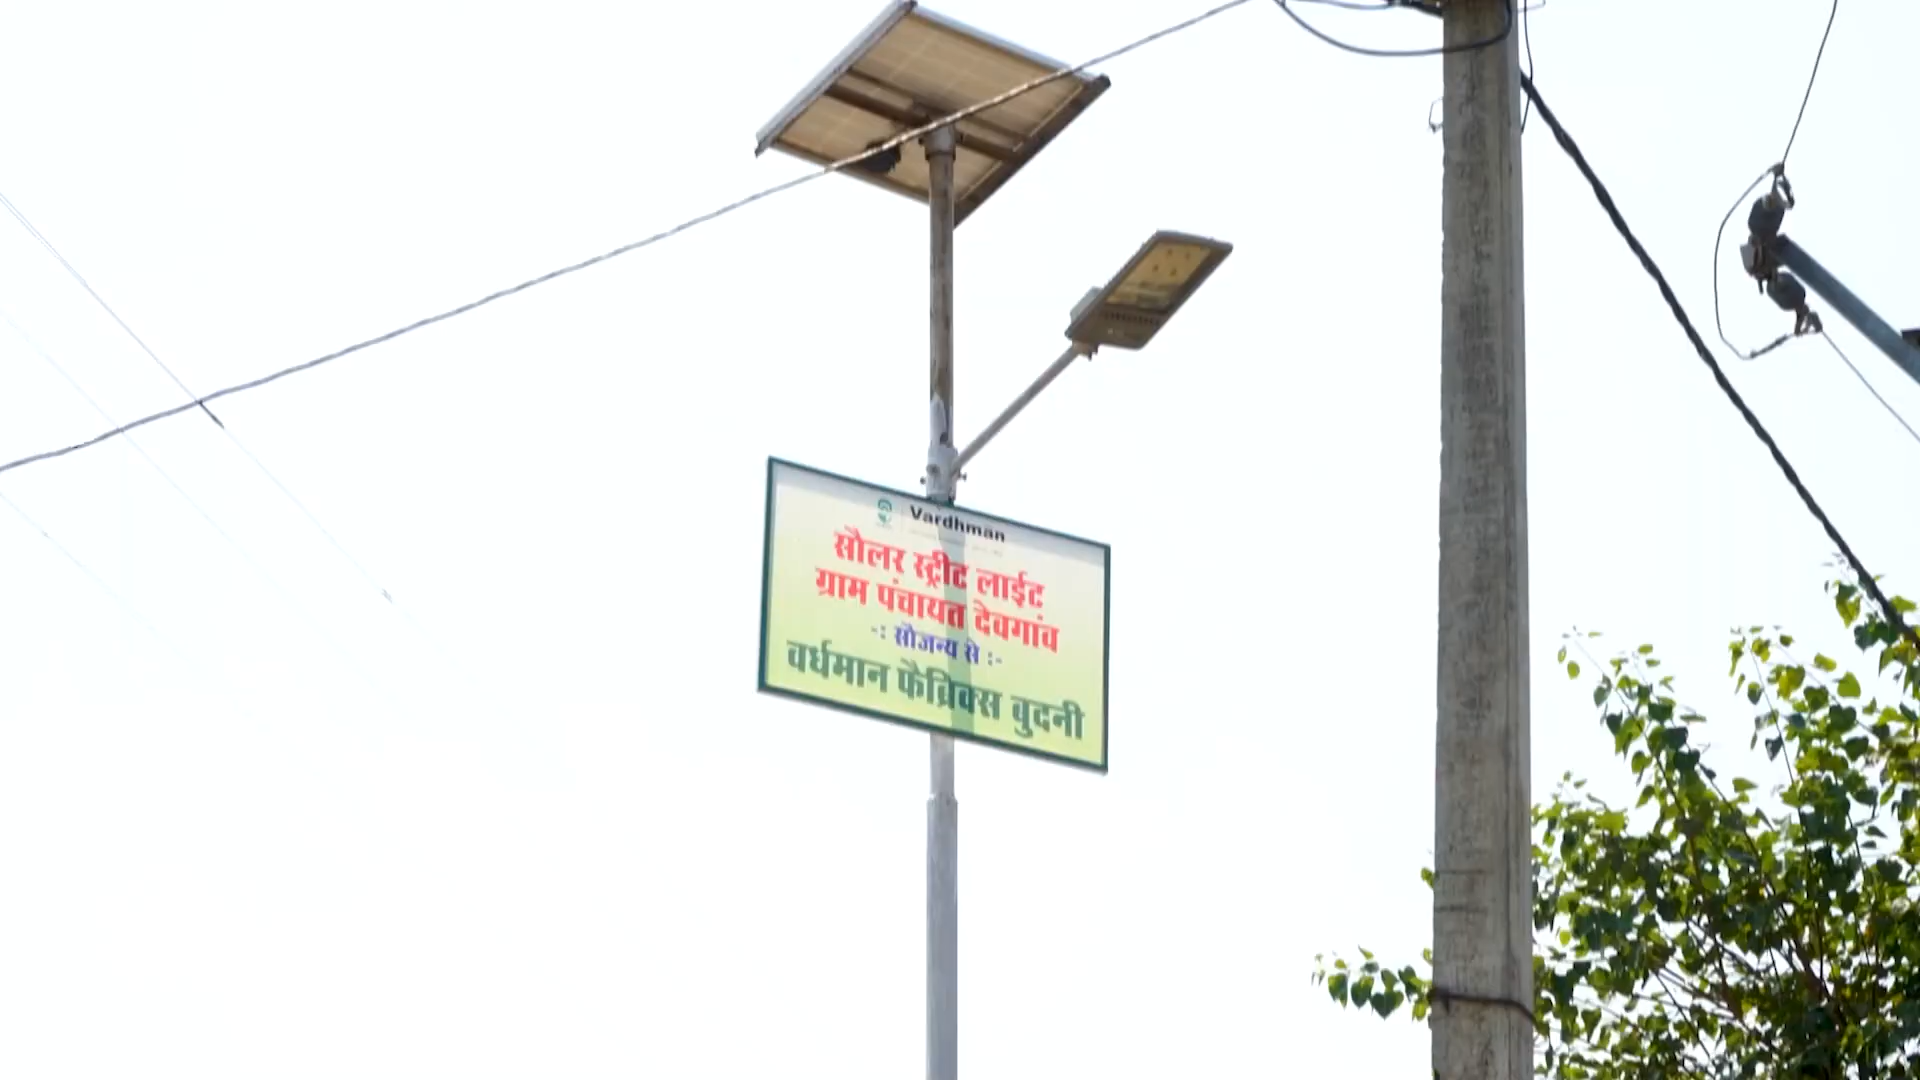 Vardhman
सौलर स्ट्रीट लाईट
ग्राम पंचायत देवगांव
-: सौजन्य से :-
वर्धमान फैब्रिक्स बुदनी